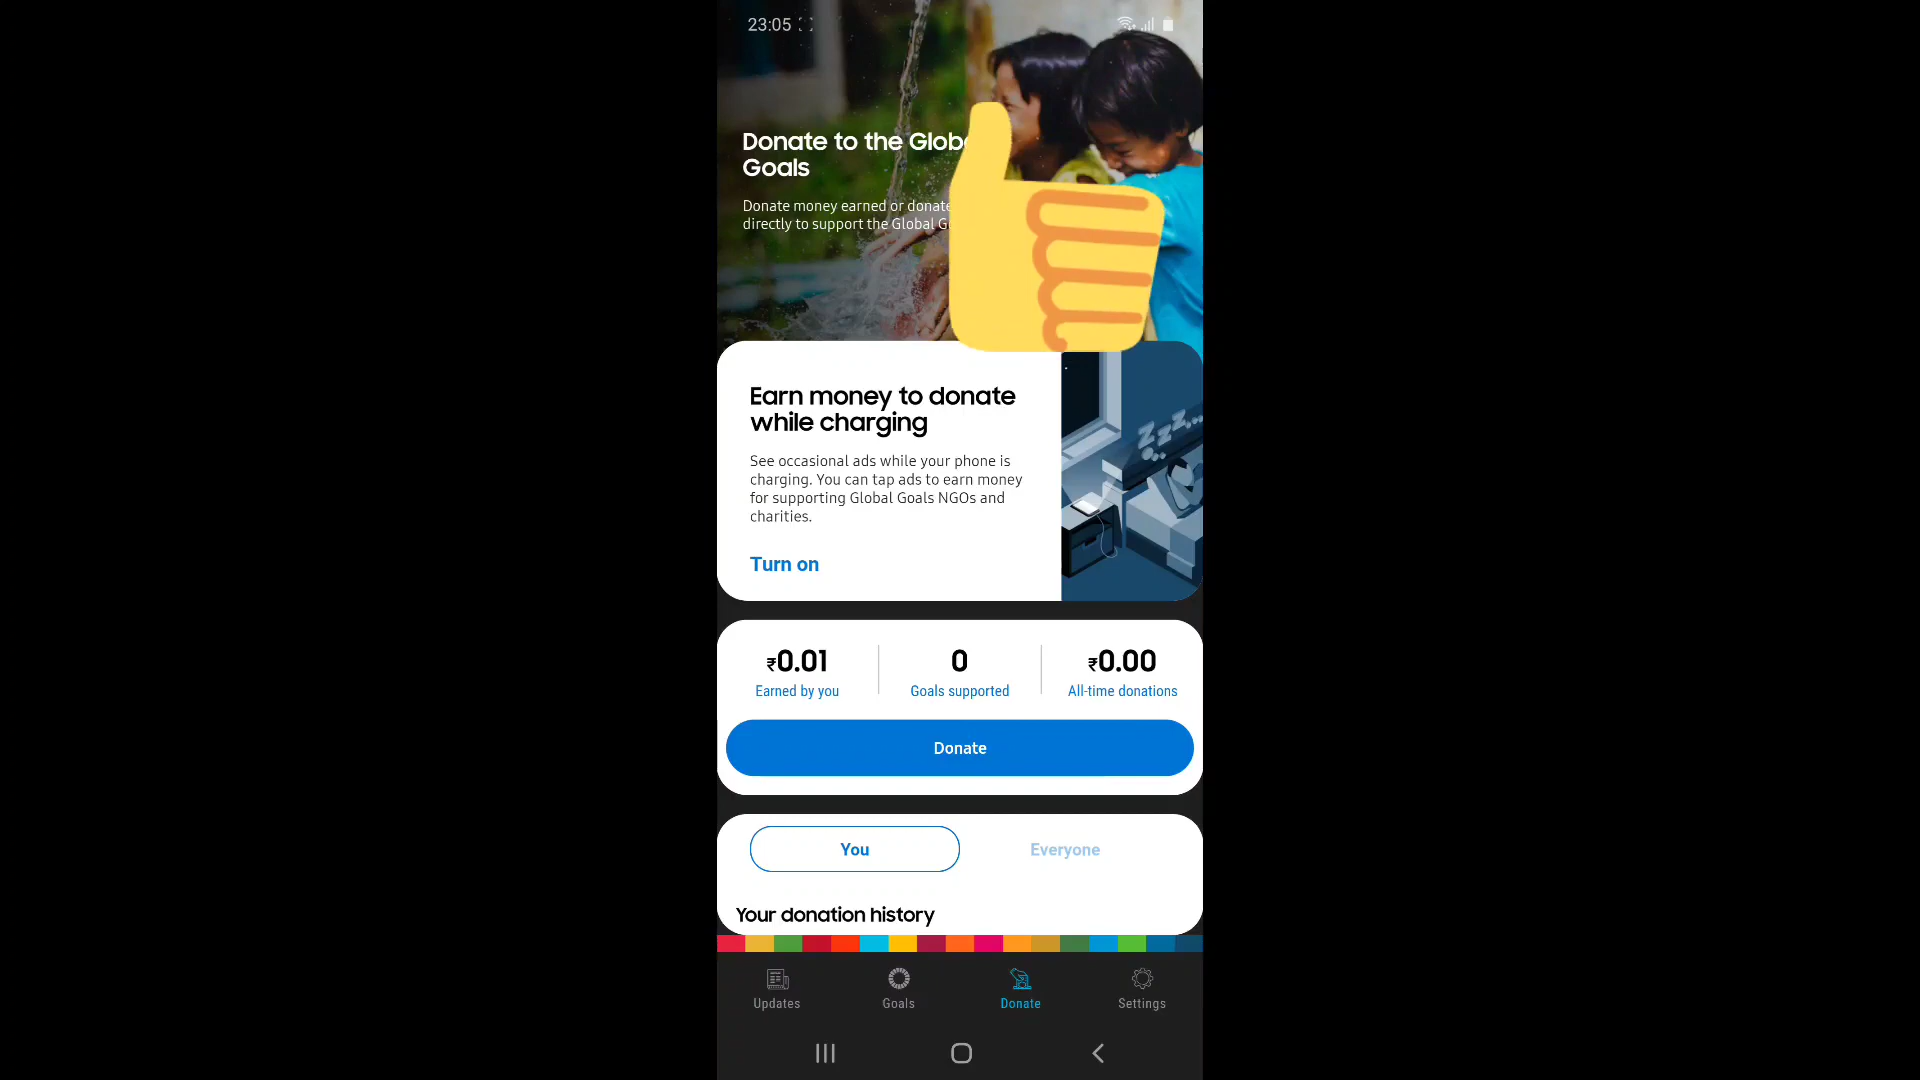 23:05
Donate to the Glob
Goals
Donate money earned or donate
directly to support the Global G
Earn money to donate
while charging
See occasional ads while your phone is
charging. You can tap ads to earn money
for supporting Global Goals NGOs and
charities.
Turn on
zzz...
₹0.01
0
₹0.00
Earned by you
Goals supported
All-time donations
Donate
You
Everyone
Your donation history
Updates
Goals
Donate
Settings